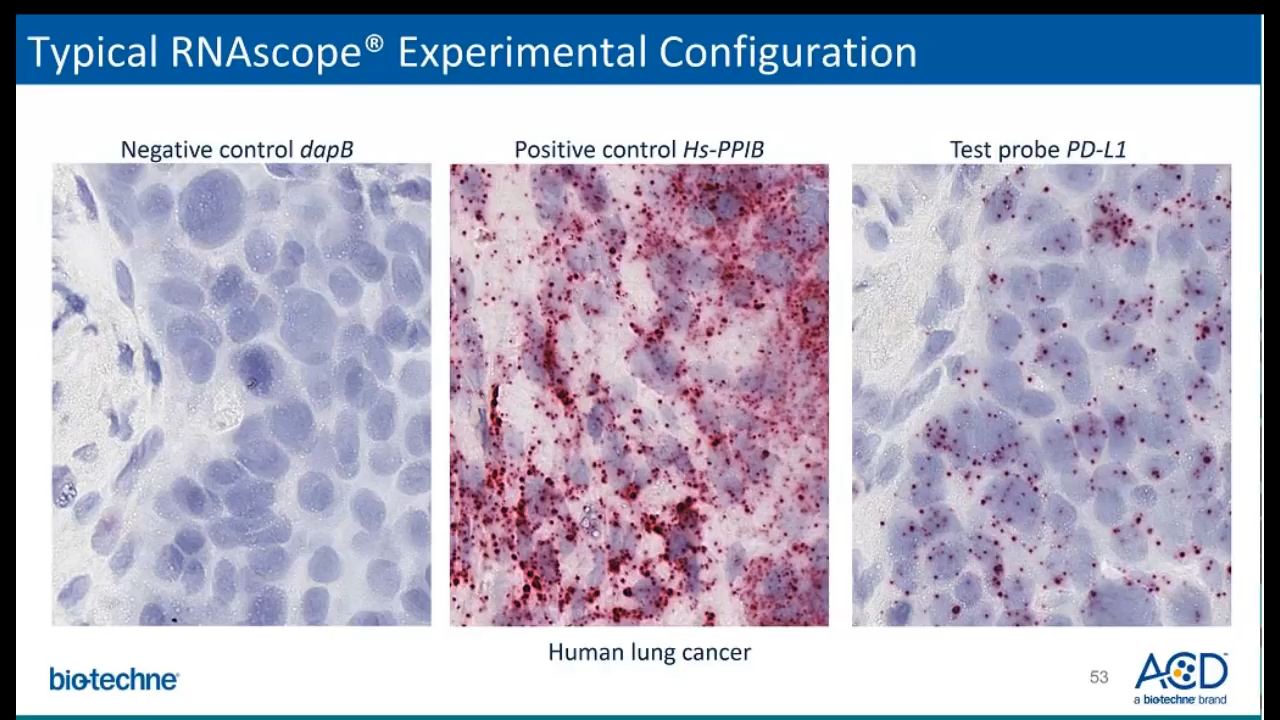 Typical RNAscope® Experimental Configuration
Negative control dapB
Positive control Hs-PPIB
Test probe PD-L1
Human lung cancer
bio-techne®
53
ACD™
a bio-techne brand